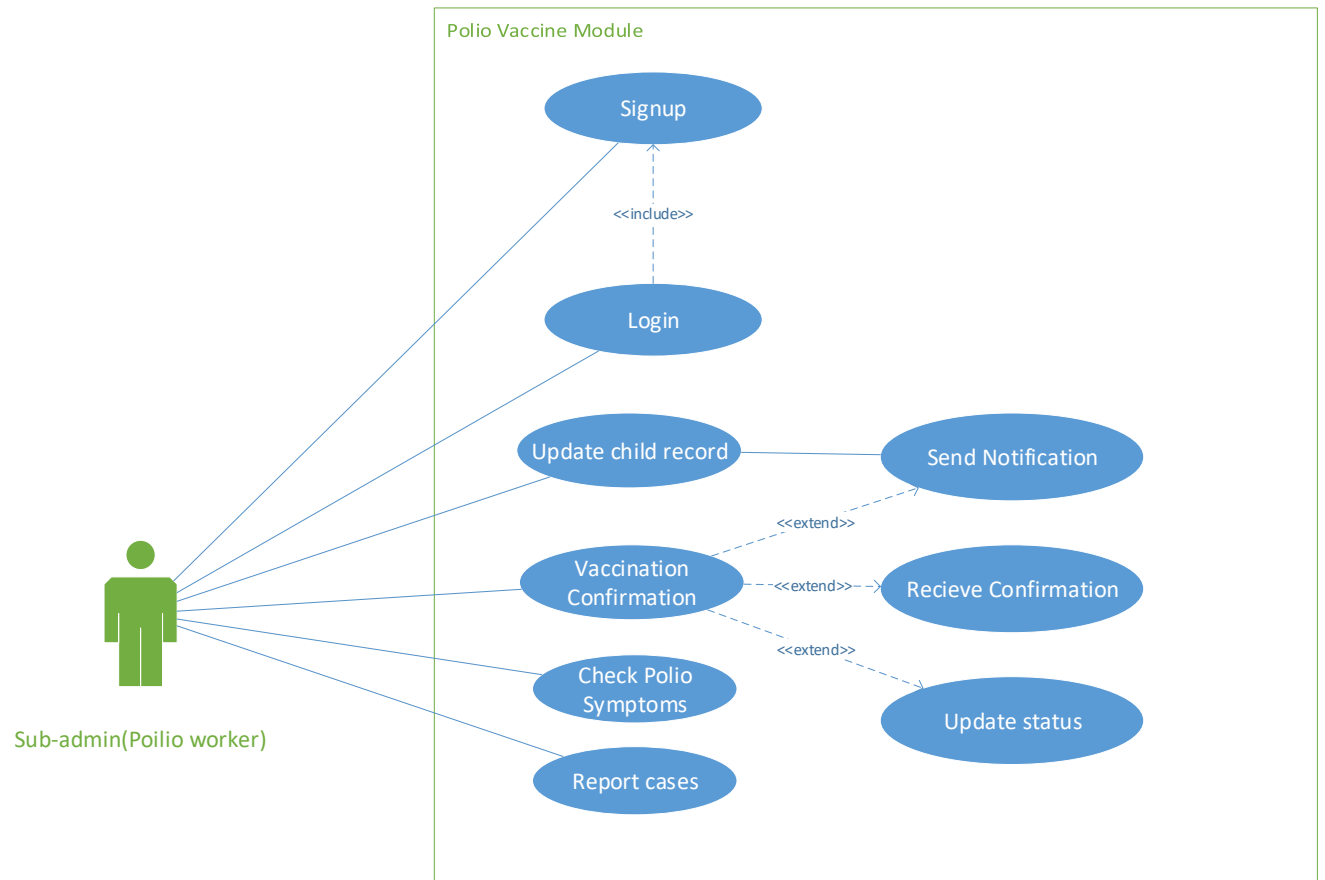 Polio Vaccine Module
Signup
<<include>>
Login
Update child record
Send Notification
<<extend>>
Vaccination
Confirmation
<<extend>>
Recieve Confirmation
<<extend>>
Check Polio
Symptoms
Update status
Sub-admin(Poilio worker)
Report cases